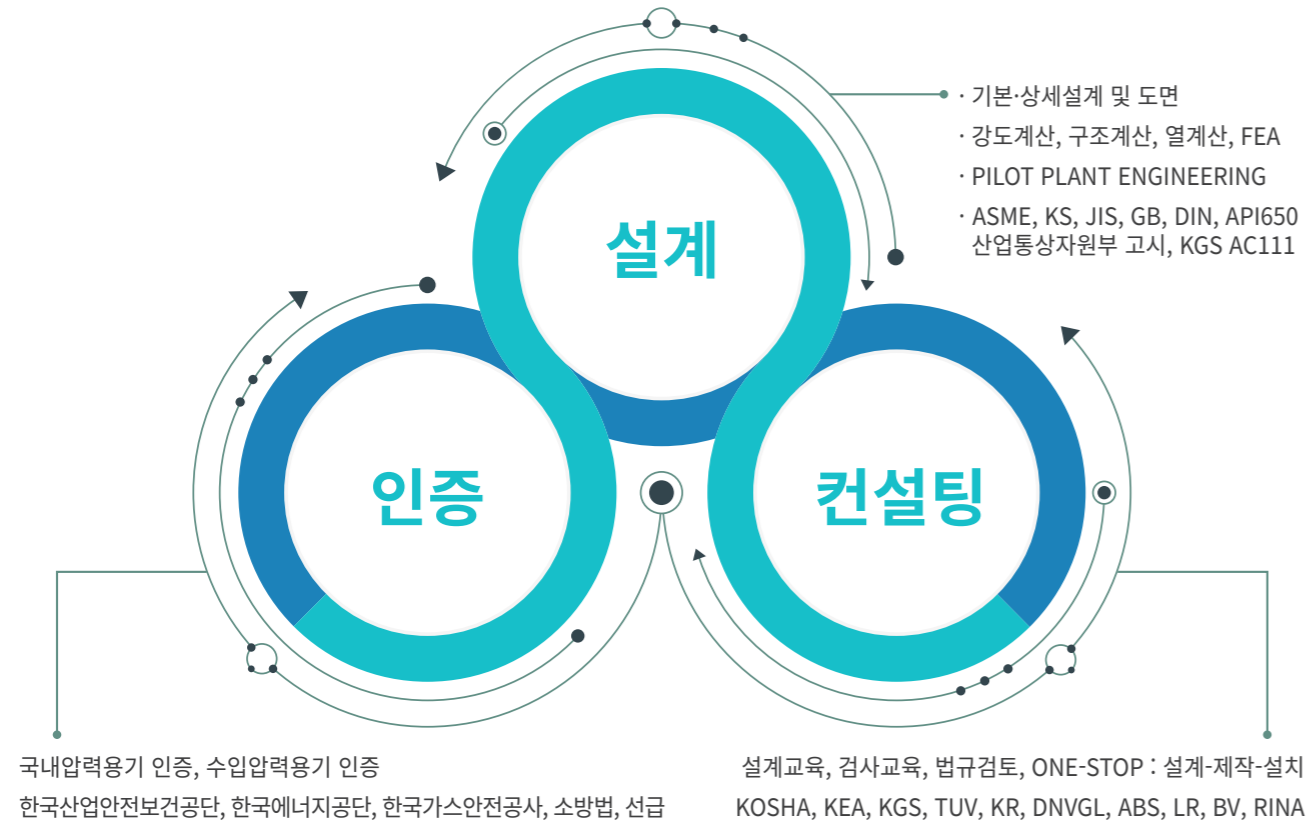 · 기본·상세설계 및 도면
· 강도계산, 구조계산, 열계산, FEA
· PILOT PLANT ENGINEERING
· ASME, KS, JIS, GB, DIN, API650
산업통상자원부 고시, KGS AC111
설계
인증
컨설팅
국내압력용기 인증, 수입압력용기 인증
한국산업안전보건공단, 한국에너지공단, 한국가스안전공사, 소방법, 선급
설계교육, 검사교육, 법규검토, ONE-STOP : 설계-제작-설치
KOSHA, KEA, KGS, TUV, KR, DNVGL, ABS, LR, BV, RINA